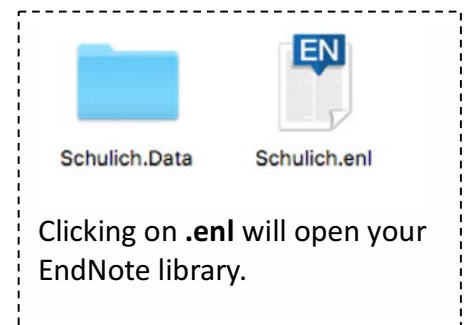 EN
Schulich.Data Schulich.enl
Clicking on .enl will open your
EndNote library.